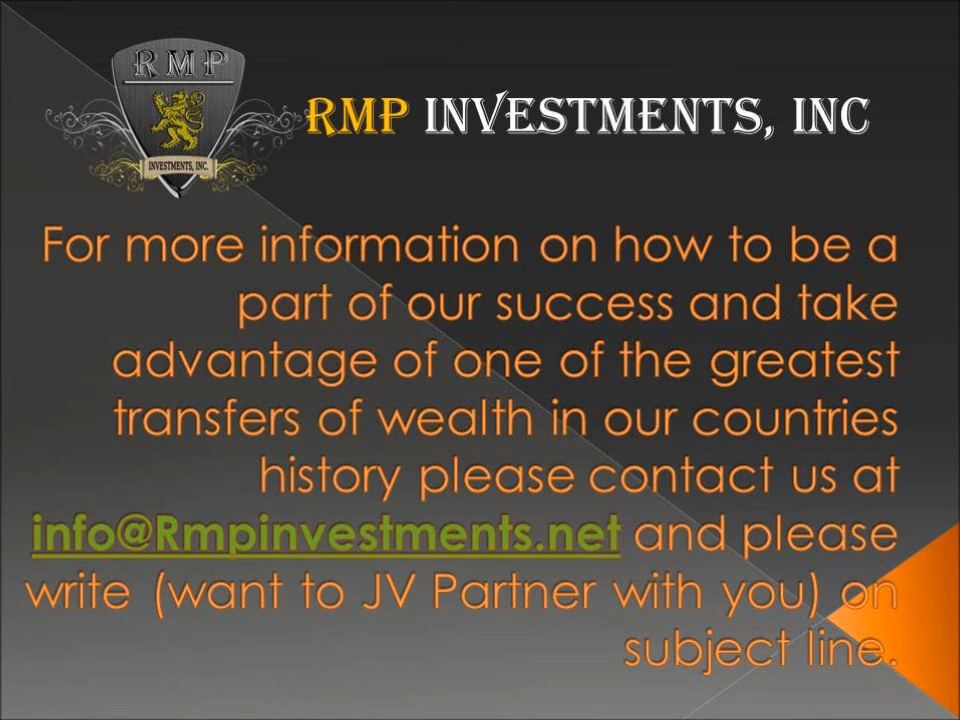 RMP
INVESTMENTS, INC.
RMP INVESTMENTS, INC
For more information on how to be a
part of our success and take
advantage of one of the greatest
transfers of wealth in our countries
history please contact us at
info@Rmpinvestments.net and please
write (want to JV Partner with you) on
subject line.